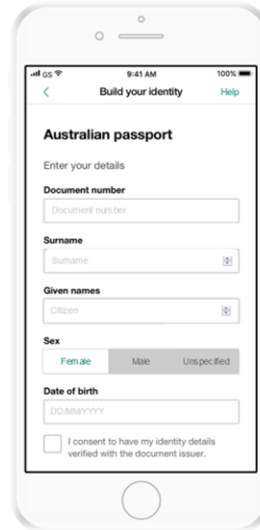 GS 9:41 AM 100%
Build your identity Help
Australian passport
Enter your details
Document number
Document number
Surname
Surname
Given names
Citizen
Sex
Female Male Unspecified
Date of birth
DD/MM/YYYY
I consent to have my identity details
verified with the document issuer.